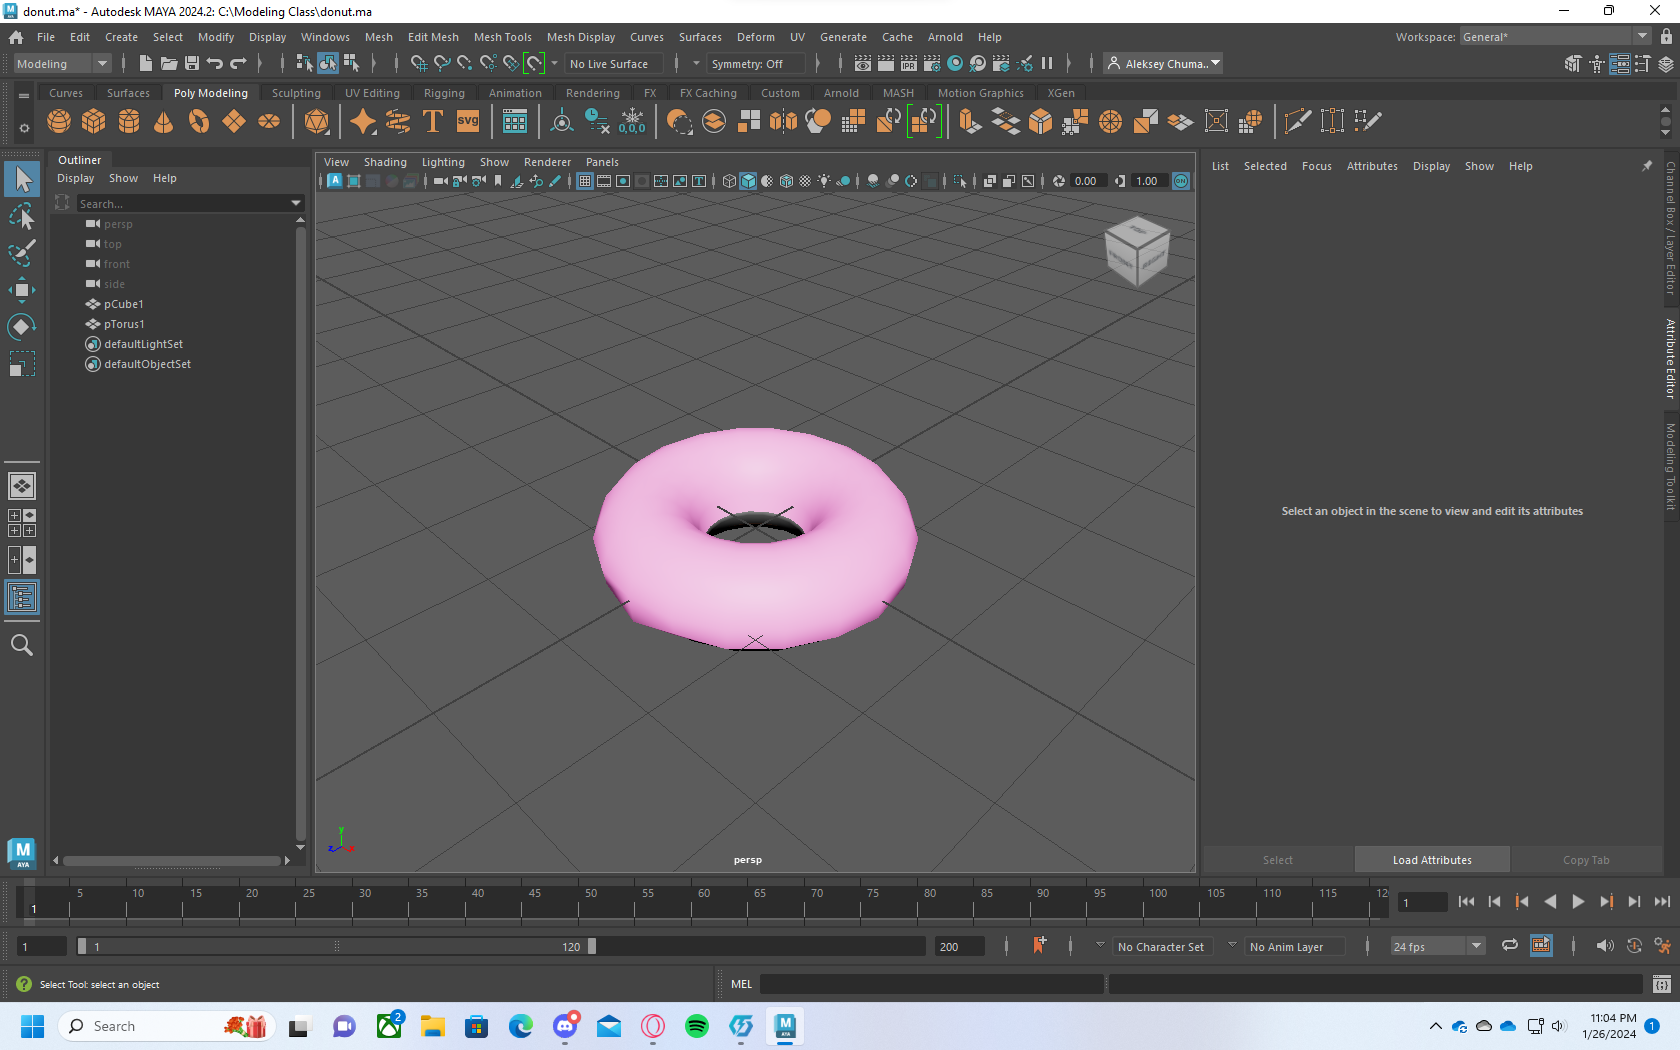 donut.ma* - Autodesk MAYA 2024.2: C:\Modeling Class\donut.ma
File Edit Create Select Modify Display Windows Mesh Edit Mesh Mesh Tools Mesh Display Curves Surfaces Deform UV Generate Cache Arnold Help
Workspace: General*
Modeling
No Live Surface
Symmetry: Off
Aleksey Chuma...
Curves Surfaces Poly Modeling Sculpting UV Editing Rigging Animation Rendering FX FX Caching Custom Arnold MASH Motion Graphics XGen
T
svg
0,0,0
Outliner
Display Show Help
Search...
persp
top
front
side
pCube1
pTorus1
defaultLightSet
defaultObjectSet
View Shading Lighting Show Renderer Panels
0.00
1.00
ON
y
z
x
persp
List Selected Focus Attributes Display Show Help
Select an object in the scene to view and edit its attributes
Select
Load Attributes
Copy Tab
Channel Box / Layer Editor
Attribute Editor
Modeling Toolkit
M
AYA
5 10 15 20 25 30 35 40 45 50 55 60 65 70 75 80 85 90 95 100 105 110 115 12
1
1
1
1
120
200
No Character Set
No Anim Layer
24 fps
Select Tool: select an object
MEL
Search
2
11:04 PM
1/26/2024
1